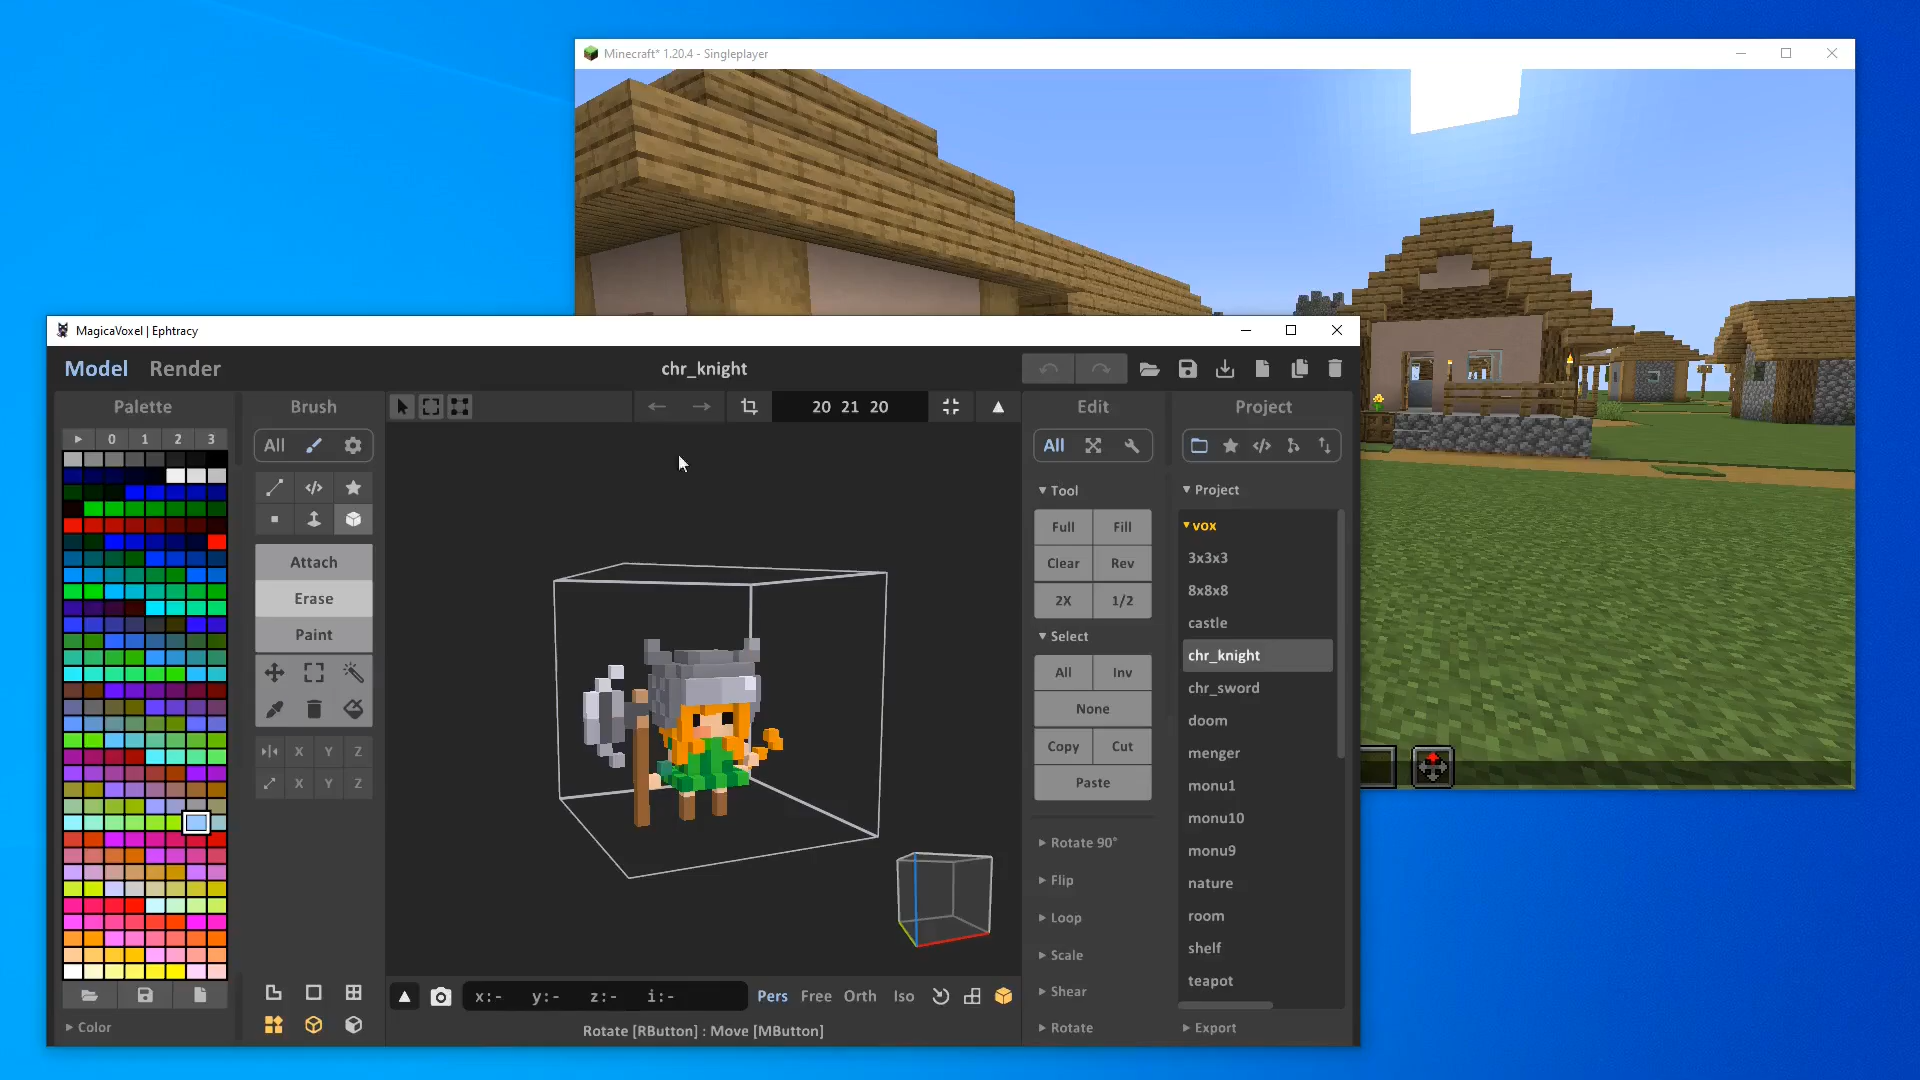 Minecraft* 1.20.4 - Singleplayer
MagicaVoxel | Ephtracy
Model Render
chr_knight
Palette
0 1 2 3
Color
Brush
All
Attach
Erase
Paint
X Y Z
X Y Z
20 21 20
x:- y:- z:- i:-
Pers Free Orth Iso
Rotate [RButton] : Move [MButton]
Edit
All
Tool
Full Fill
Clear Rev
2X 1/2
Select
All Inv
None
Copy Cut
Paste
Rotate 90°
Flip
Loop
Scale
Shear
Rotate
Project
Project
vox
3x3x3
8x8x8
castle
chr_knight
chr_sword
doom
menger
monu1
monu10
monu9
nature
room
shelf
teapot
Export